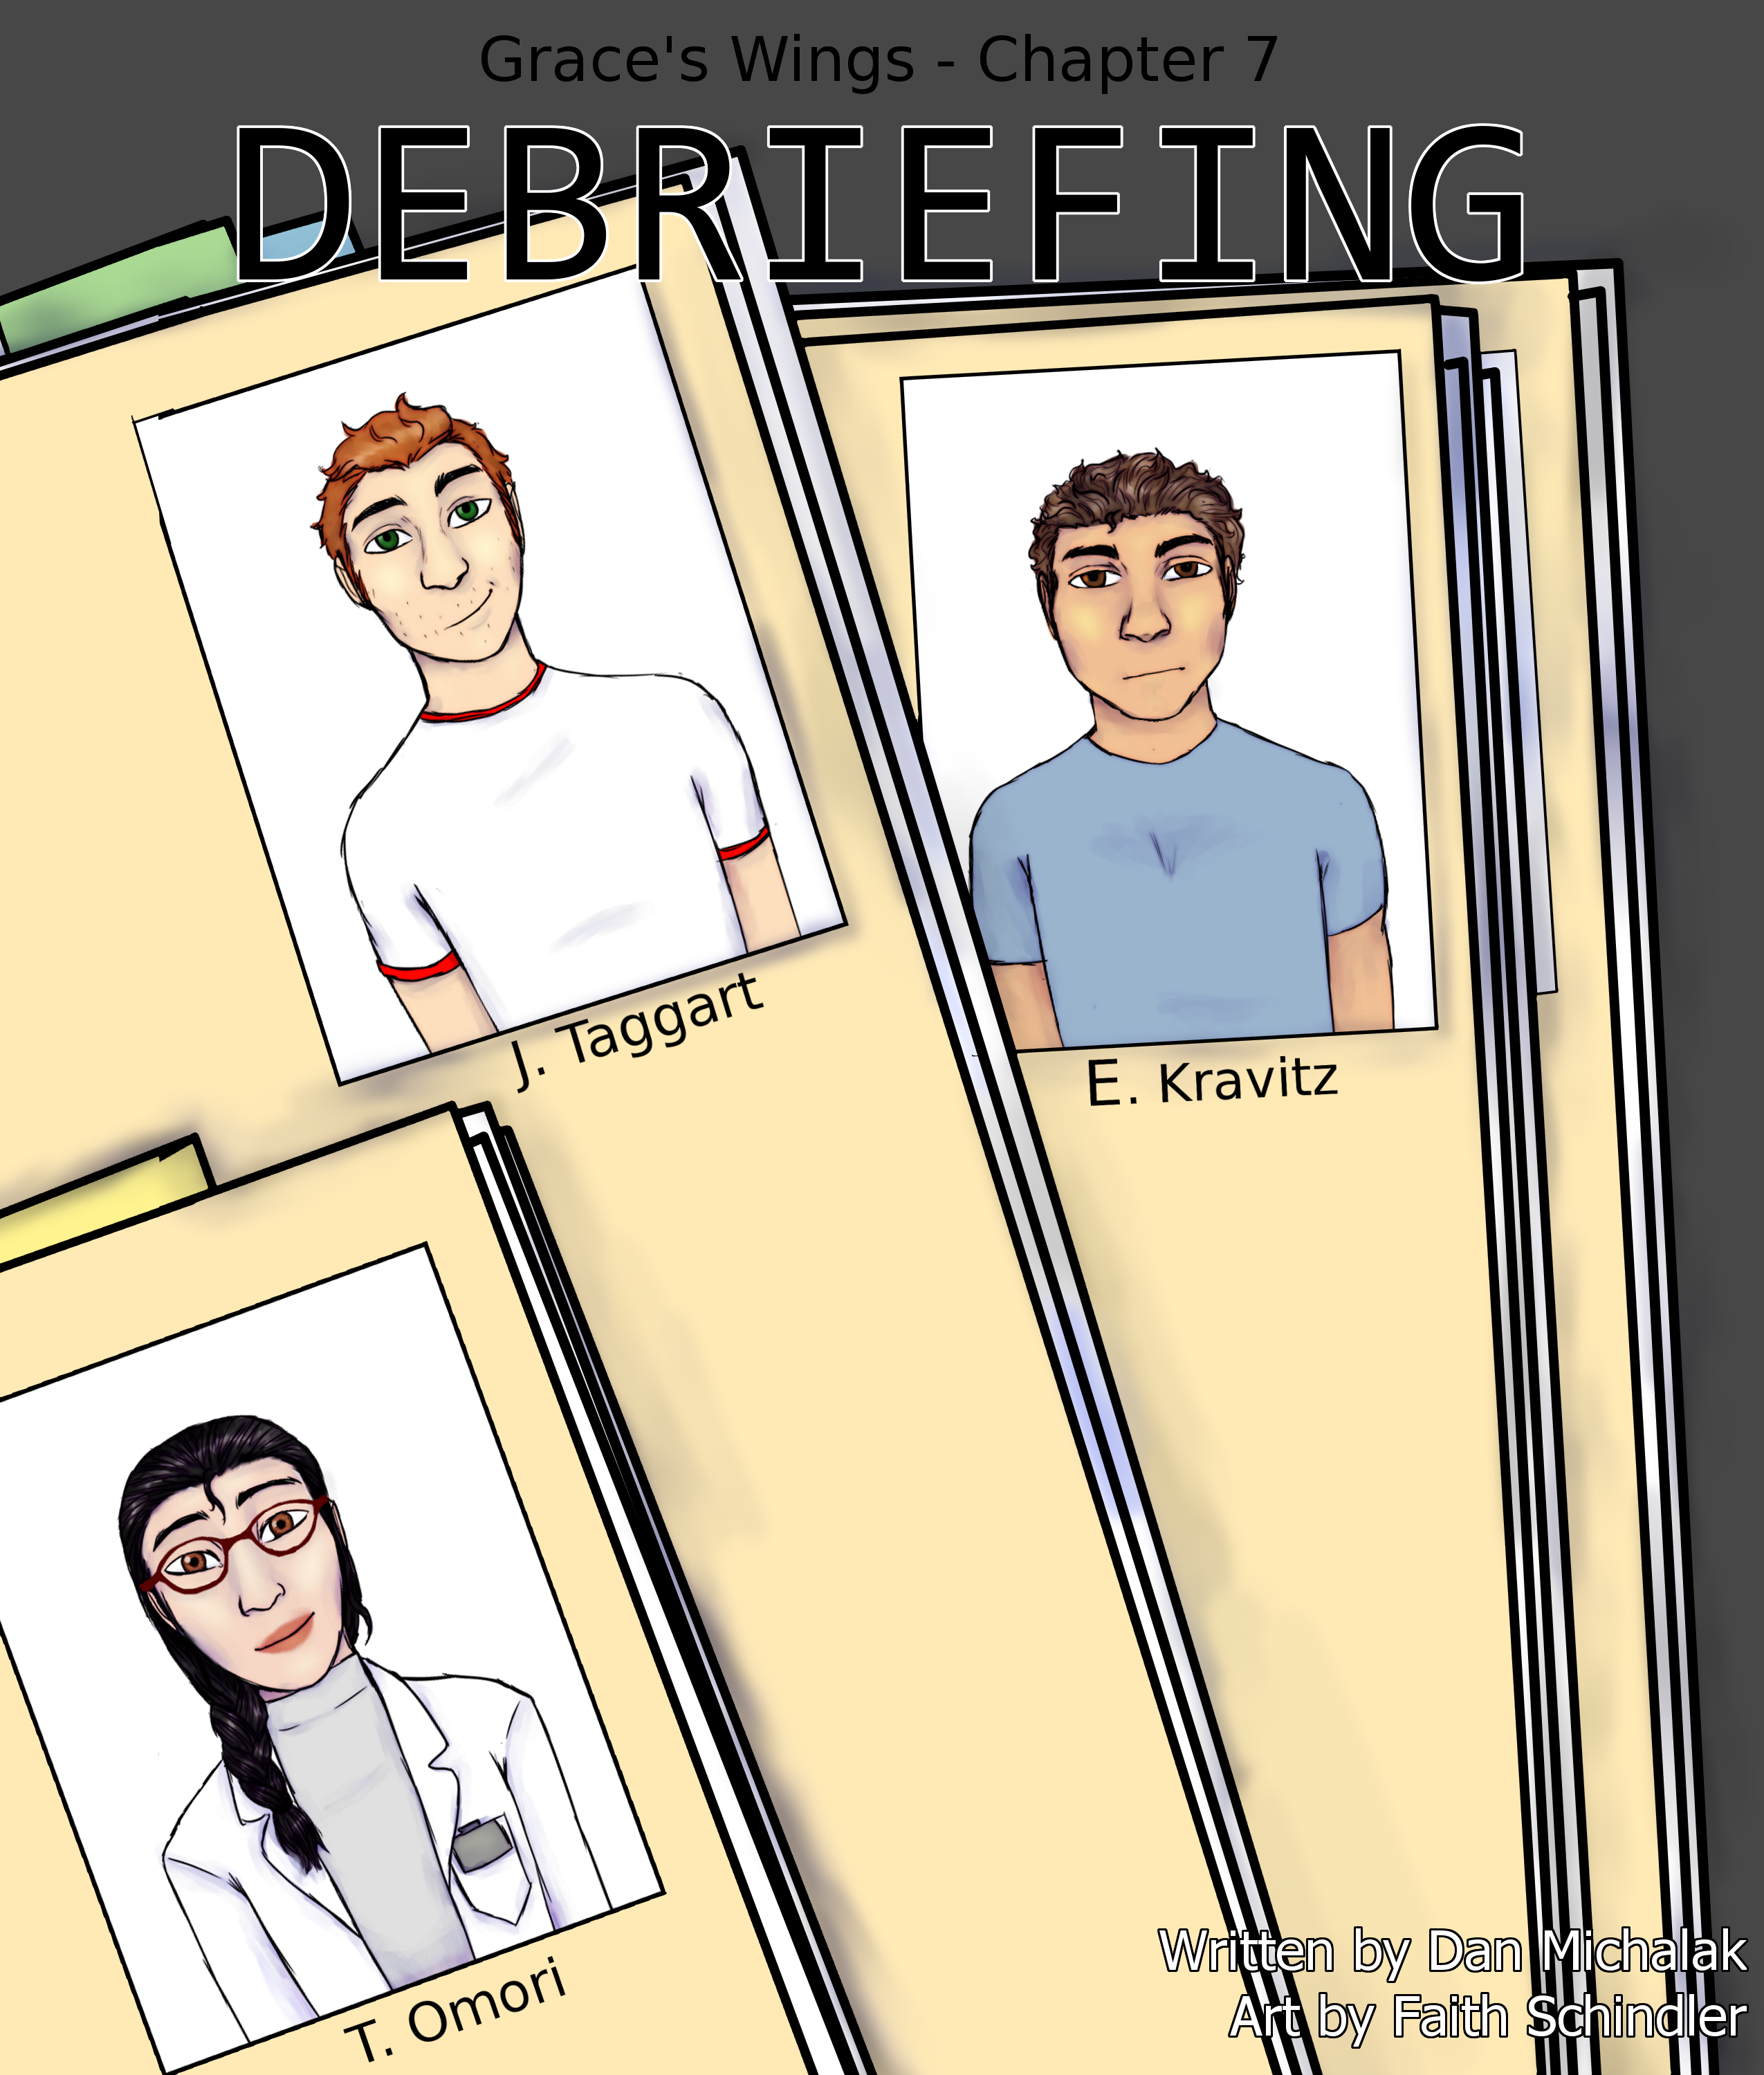 Grace's Wings - Chapter 7
DEBRIEFING
J. Taggart
E. Kravitz
T. Omori
Written by Dan Michalak
Art by Faith Schindler